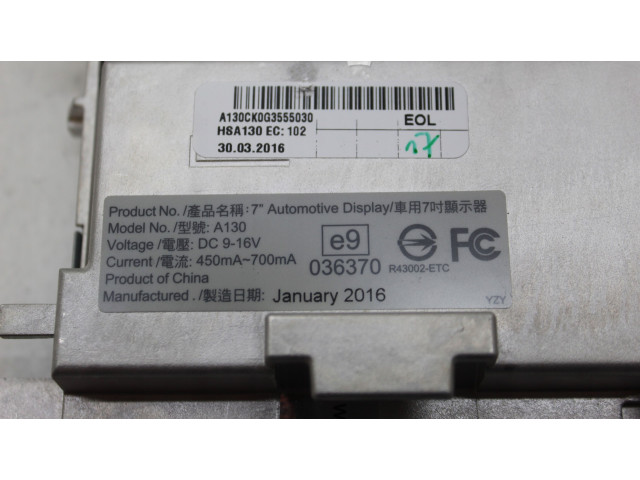 A130CK0G3555030
HSA130 EC: 102
30.03.2016
EOL
17
Product No./產品名稱: 7" Automotive Display/車用7吋顯示器
Model No./型號: A130
Voltage/電壓: DC 9-16V
Current/電流: 450mA~700mA
Product of China
Manufactured ./製造日期: January 2016
e9
036370
R43002-ETC
FC
YZY